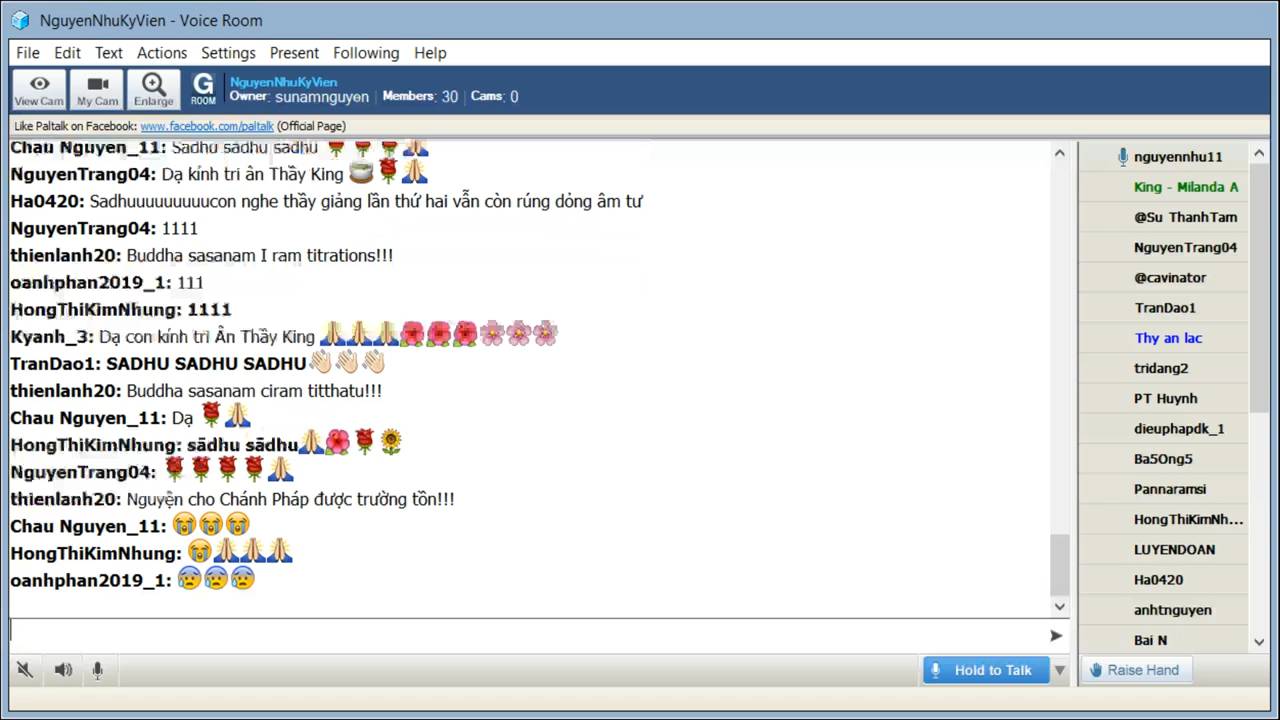 NguyenNhuKyVien - Voice Room
File Edit Text Actions Settings Present Following Help
View Cam My Cam Enlarge G ROOM
NguyenNhuKyVien
Owner: sunamnguyen Members: 30 Cams: 0
Like Paltalk on Facebook: www.facebook.com/paltalk (Official Page)
Chau Nguyen_11: Sadhu sadhu sadhu 🌹🌹🌹🙏
NguyenTrang04: Dạ kính tri ân Thầy King 🍵🌹🙏
Ha0420: Sadhuuuuuuuuucon nghe thầy giảng lần thứ hai vẫn còn rúng dỏng âm tư
NguyenTrang04: 1111
thienlanh20: Buddha sasanam I ram titrations!!!
oanhphan2019_1: 111
HongThiKimNhung: 1111
Kyanh_3: Dạ con kính tri Ân Thầy King 🙏🙏🙏🌺🌺🌺🌸🌸🌸
TranDao1: SADHU SADHU SADHU👏👏👏
thienlanh20: Buddha sasanam ciram titthatu!!!
Chau Nguyen_11: Dạ 🌹🙏
HongThiKimNhung: sādhu sādhu🙏🌺🌹🌻
NguyenTrang04: 🌹🌹🌹🌹🙏
thienlanh20: Nguyện cho Chánh Pháp được trường tồn!!!
Chau Nguyen_11: 😭😭😭
HongThiKimNhung: 😭🙏🙏🙏
oanhphan2019_1: 😰😰😰
Hold to Talk
nguyennhu11
King - Milanda A
@Su ThanhTam
NguyenTrang04
@cavinator
TranDao1
Thy an lac
tridang2
PT Huynh
dieuphapdk_1
Ba5Ong5
Pannaramsi
HongThiKimNh...
LUYENDOAN
Ha0420
anhtnguyen
Bai N
Raise Hand